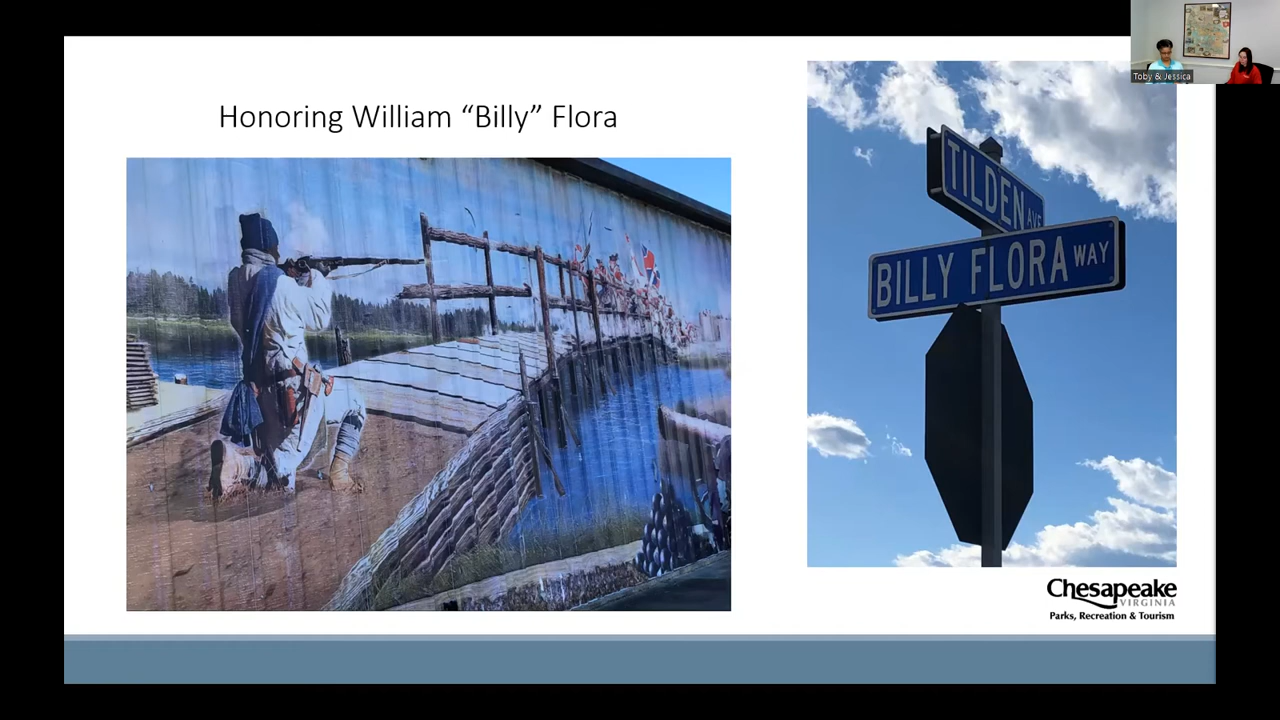 Toby & Jessica
Honoring William “Billy” Flora
TILDEN AVE
BILLY FLORA WAY
Chesapeake
VIRGINIA
Parks, Recreation & Tourism